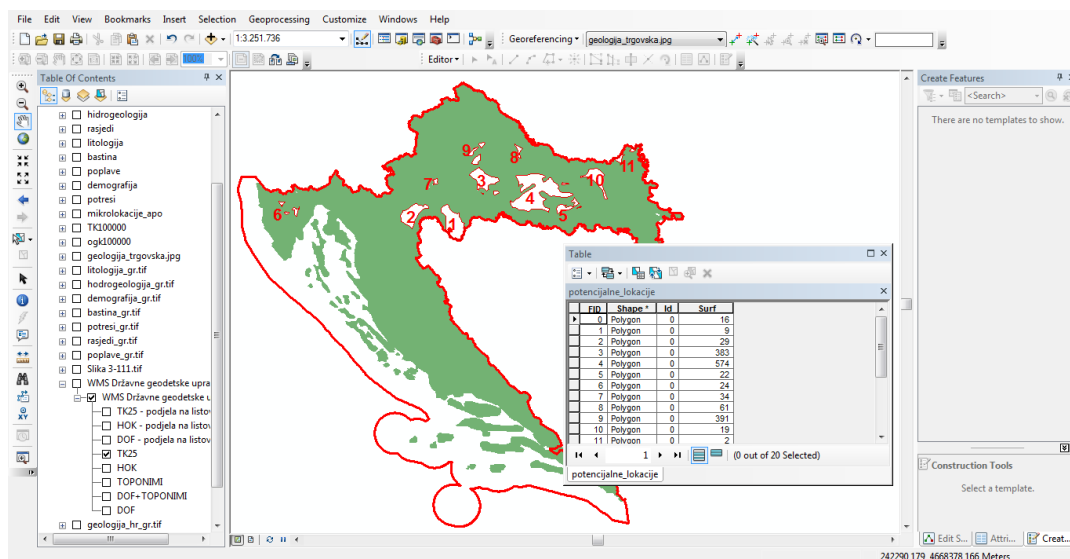 File Edit View Bookmarks Insert Selection Geoprocessing Customize Windows Help
1:3.251.736
Georeferencing
geologija_trgovska.jpg
100%
Editor
Table Of Contents
hidrogeologija
rasjedi
litologija
bastina
poplave
demografija
potresi
mikrolokacije_apo
TK100000
ogk100000
geologija_trgovska.jpg
litologija_gr.tif
hodrogeologija_gr.tif
demografija_gr.tif
bastina_gr.tif
potresi_gr.tif
rasjedi_gr.tif
poplave_gr.tif
Slika 3-111.tif
WMS Državne geodetske upra
WMS Državne geodetske u
TK25 - podjela na listov
HOK - podjela na listov
DOF - podjela na listov
TK25
HOK
TOPONIMI
DOF+TOPONIMI
DOF
geologija_hr_gr.tif
9
8
11
7
3
10
4
6
2
1
5
Table
potencijalne_lokacije
FID Shape * Id Surf
0 Polygon 0 16
1 Polygon 0 9
2 Polygon 0 29
3 Polygon 0 383
4 Polygon 0 574
5 Polygon 0 22
6 Polygon 0 24
7 Polygon 0 34
8 Polygon 0 61
9 Polygon 0 391
10 Polygon 0 19
11 Polygon 0 2
1 (0 out of 20 Selected)
potencijalne_lokacije
Create Features
<Search>
There are no templates to show.
Construction Tools
Select a template.
Edit S... Attri... Creat...
242290,179 4668378,166 Meters